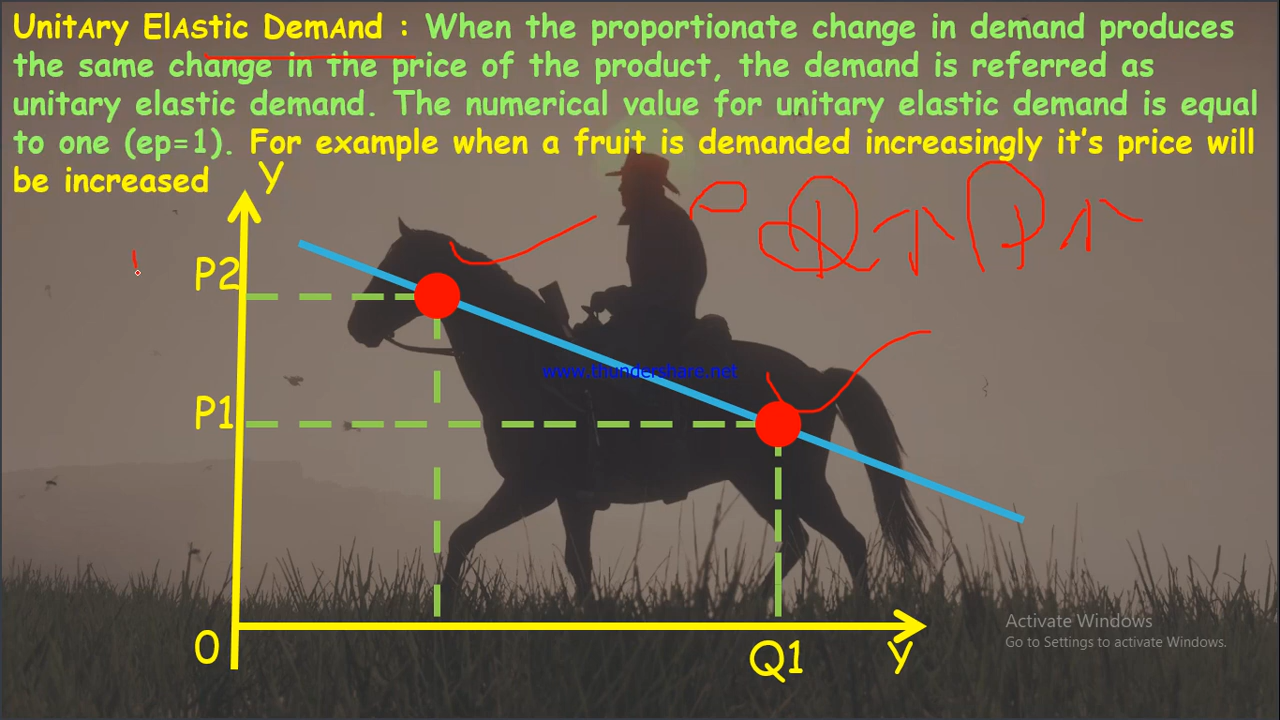 UnitAry ElAstic DemAnd : When the proportionate change in demand produces
the same change in the price of the product, the demand is referred as
unitary elastic demand. The numerical value for unitary elastic demand is equal
to one (ep=1). For example when a fruit is demanded increasingly it's price will
be increased
Y
P2
www.thundershare.net
P1
Activate Windows
Go to Settings to activate Windows.
O
Q1
Y